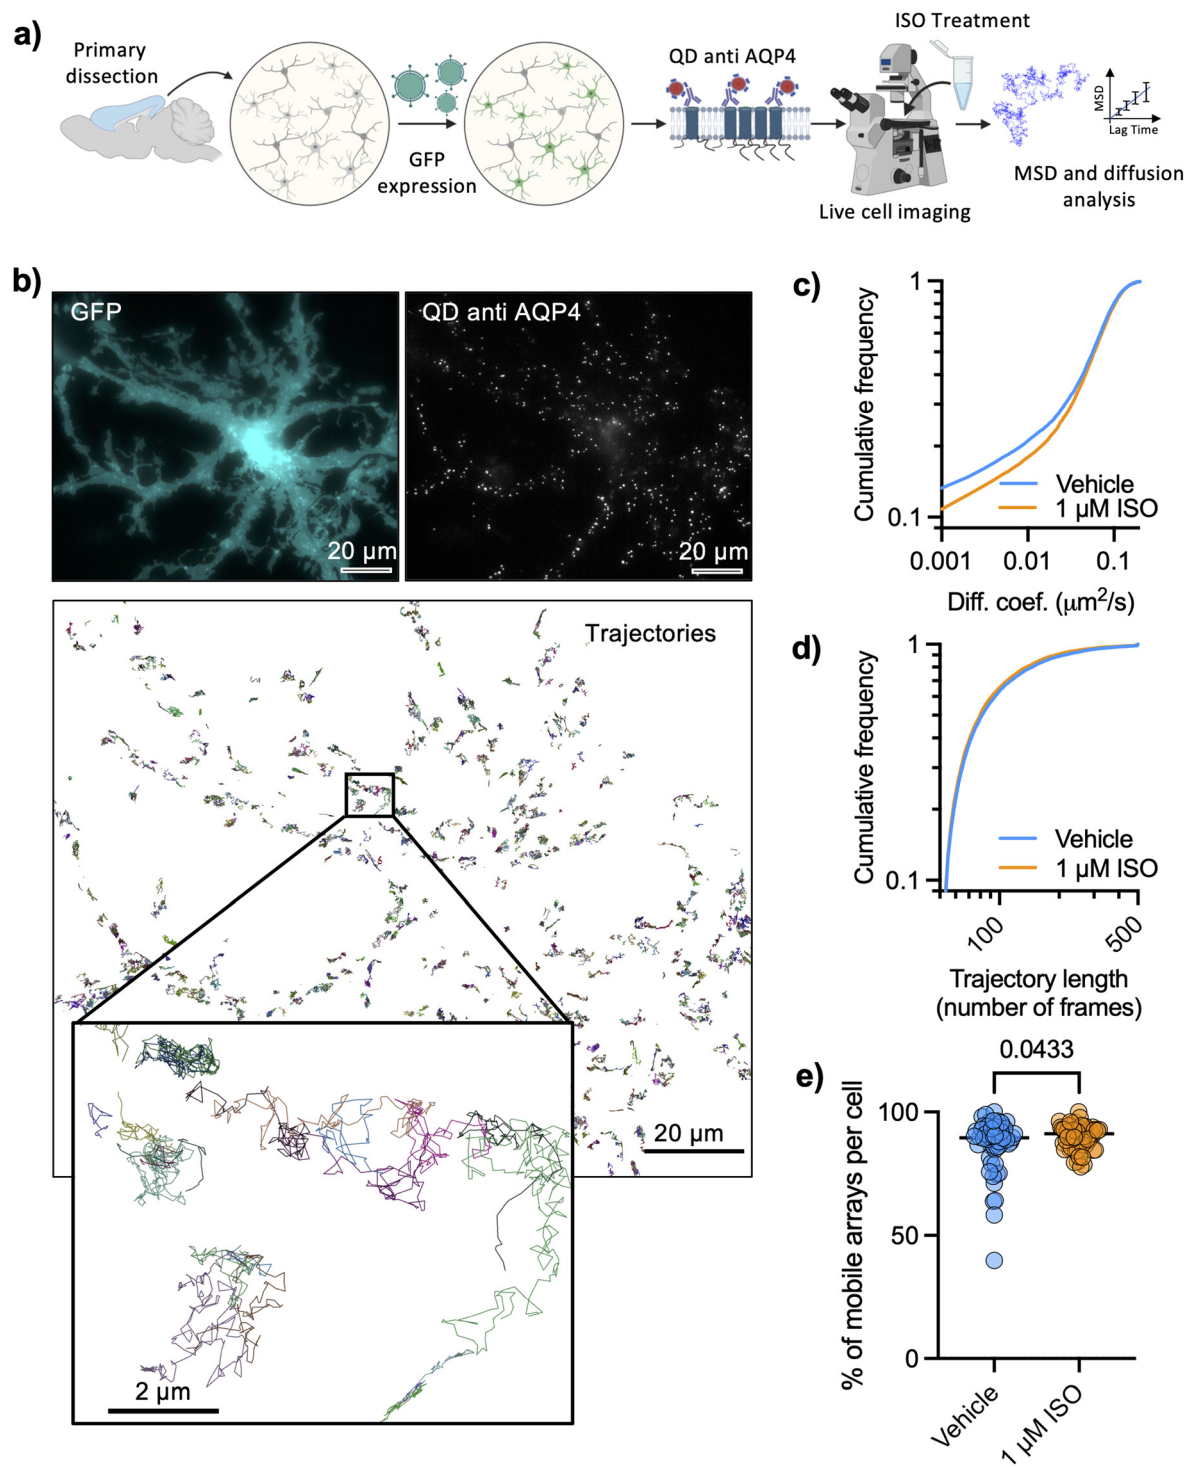 a)
Primary
dissection
GFP
expression
QD anti AQP4
ISO Treatment
Live cell imaging
MSD
Lag Time
MSD and diffusion
analysis
b)
GFP
20 µm
QD anti AQP4
20 µm
Trajectories
20 µm
2 µm
c)
Cumulative frequency
1
0.1
Vehicle
1 µM ISO
0.001 0.01 0.1
Diff. coef. (µm²/s)
d)
Cumulative frequency
1
0.1
Vehicle
1 µM ISO
100 500
Trajectory length
(number of frames)
e)
0.0433
% of mobile arrays per cell
100
50
0
Vehicle
1 µM ISO